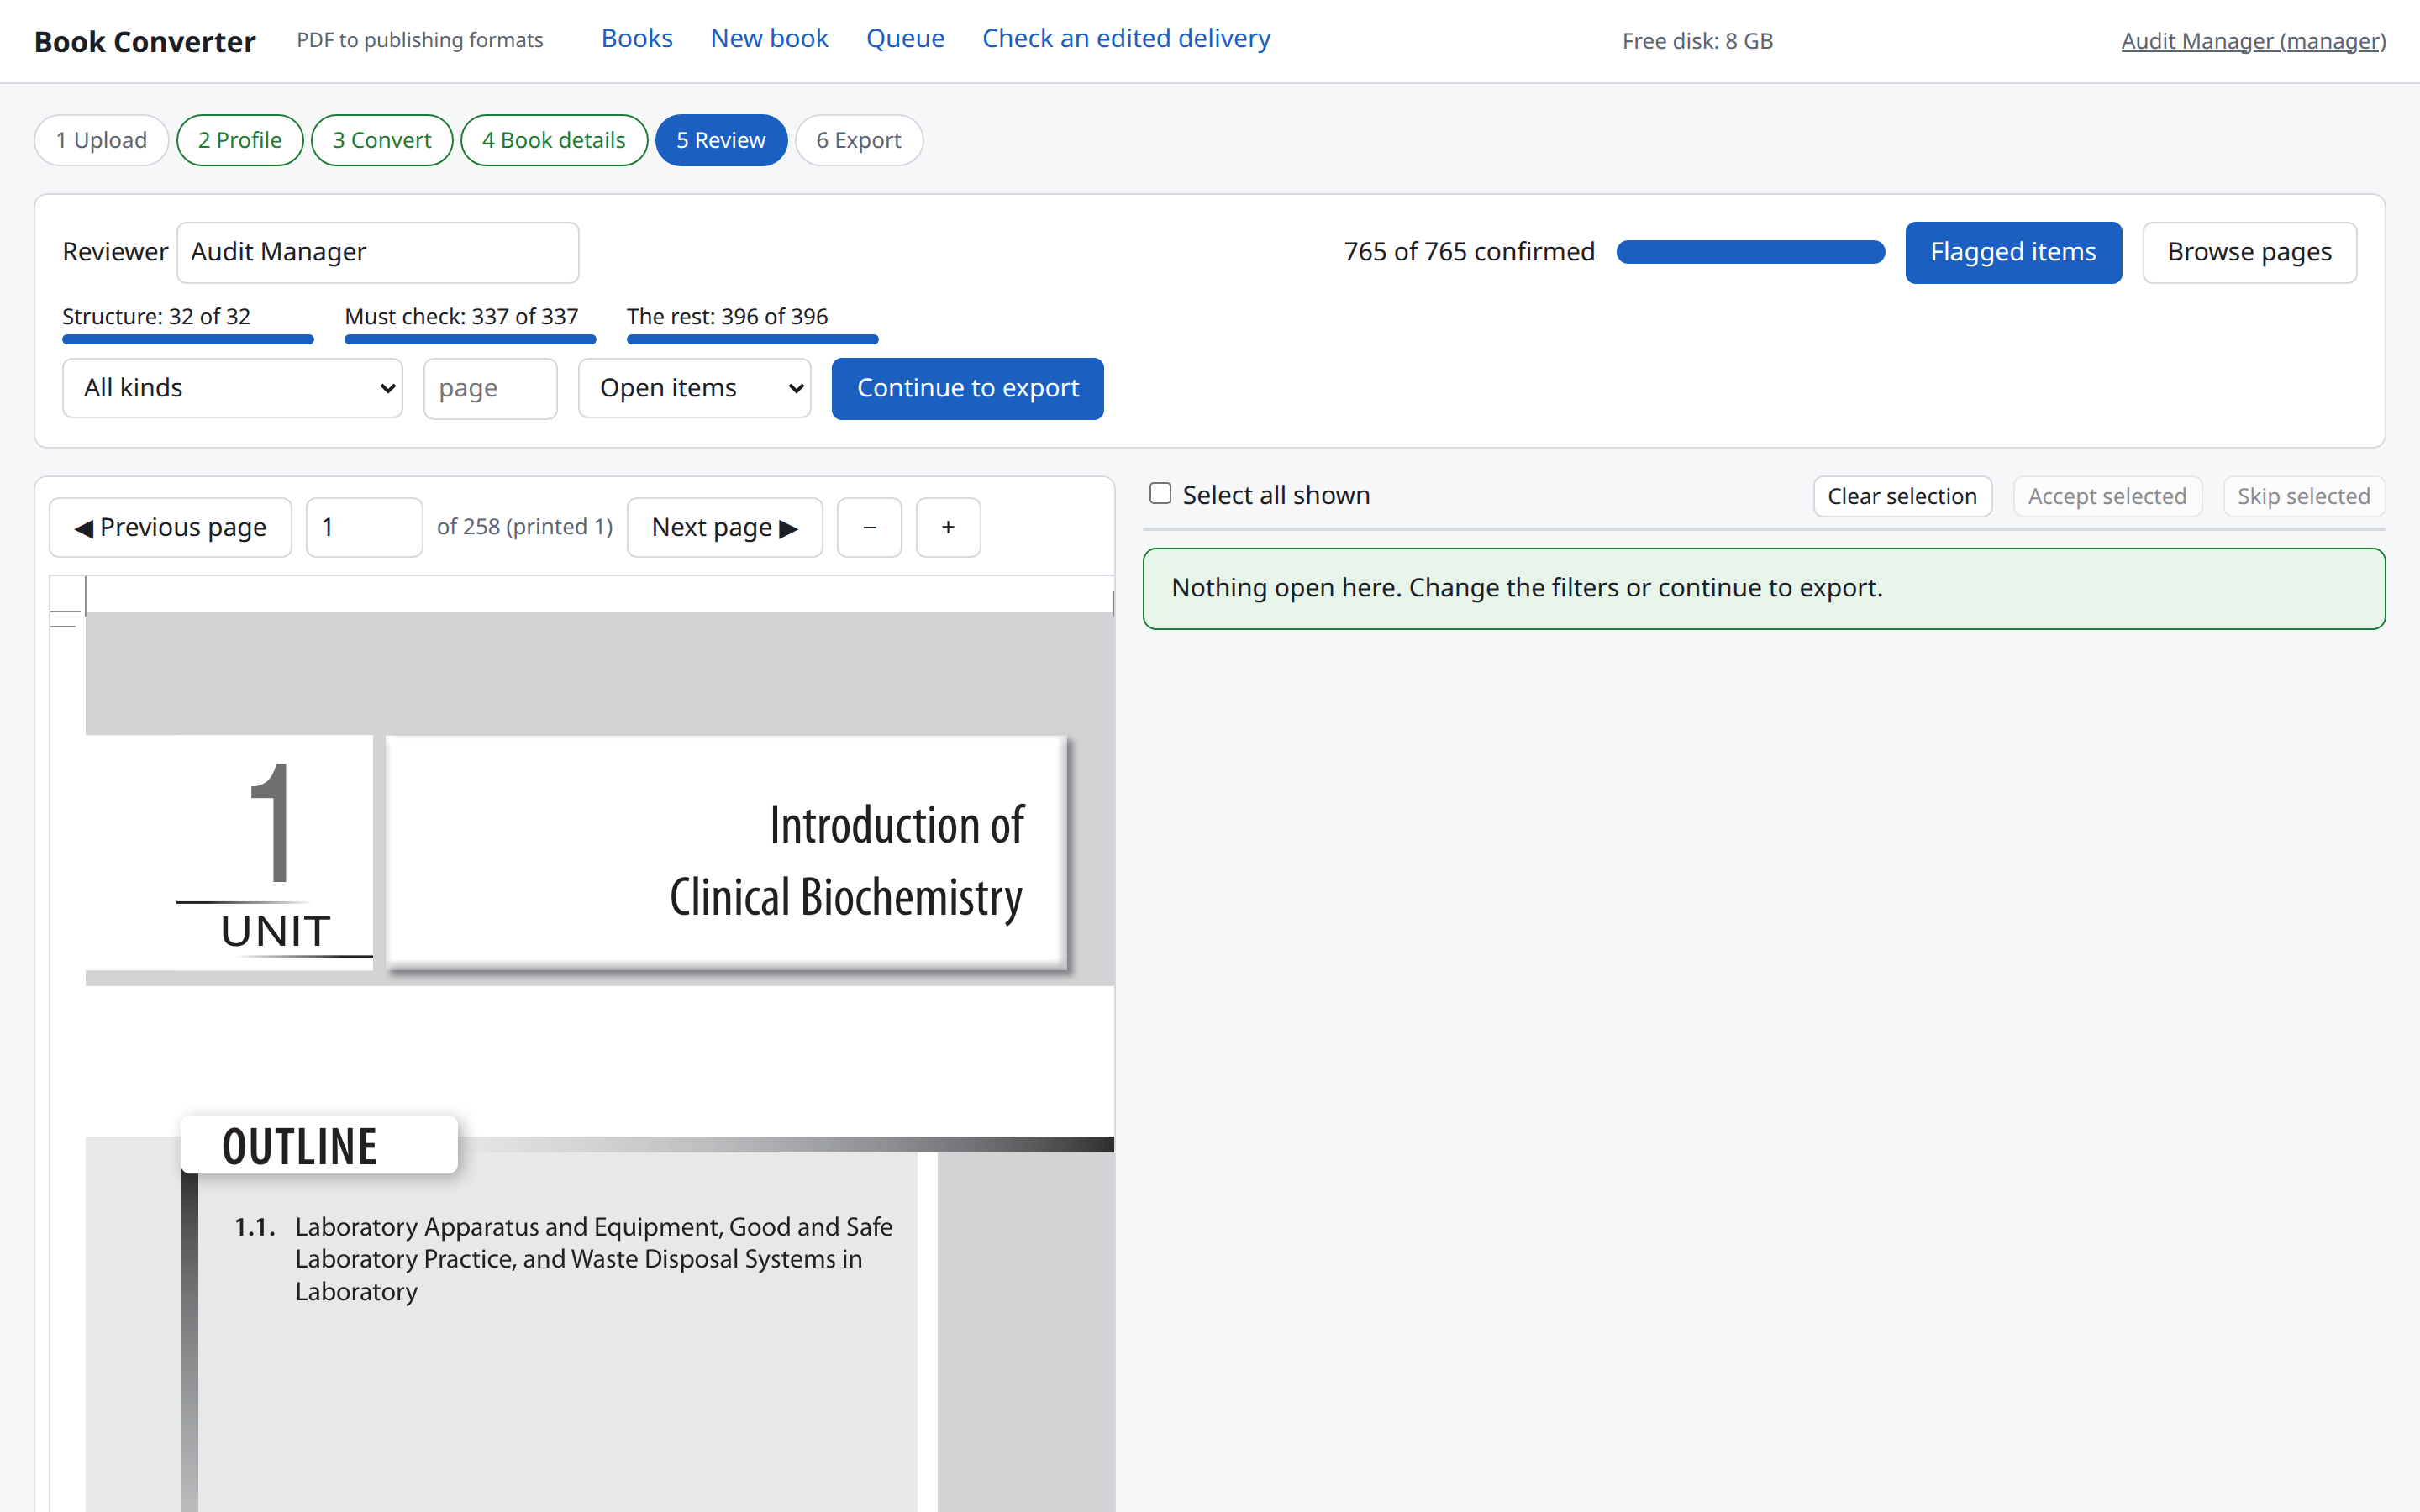 Book Converter PDF to publishing formats Books New book Queue Check an edited delivery Free disk: 8 GB Audit Manager (manager)
1 Upload 2 Profile 3 Convert 4 Book details 5 Review 6 Export
Reviewer Audit Manager 765 of 765 confirmed Flagged items Browse pages
Structure: 32 of 32 Must check: 337 of 337 The rest: 396 of 396
All kinds page Open items Continue to export
◀ Previous page 1 of 258 (printed 1) Next page ▶ − +
Select all shown Clear selection Accept selected Skip selected
Nothing open here. Change the filters or continue to export.
1
UNIT
Introduction of
Clinical Biochemistry
OUTLINE
1.1. Laboratory Apparatus and Equipment, Good and Safe
Laboratory Practice, and Waste Disposal Systems in
Laboratory